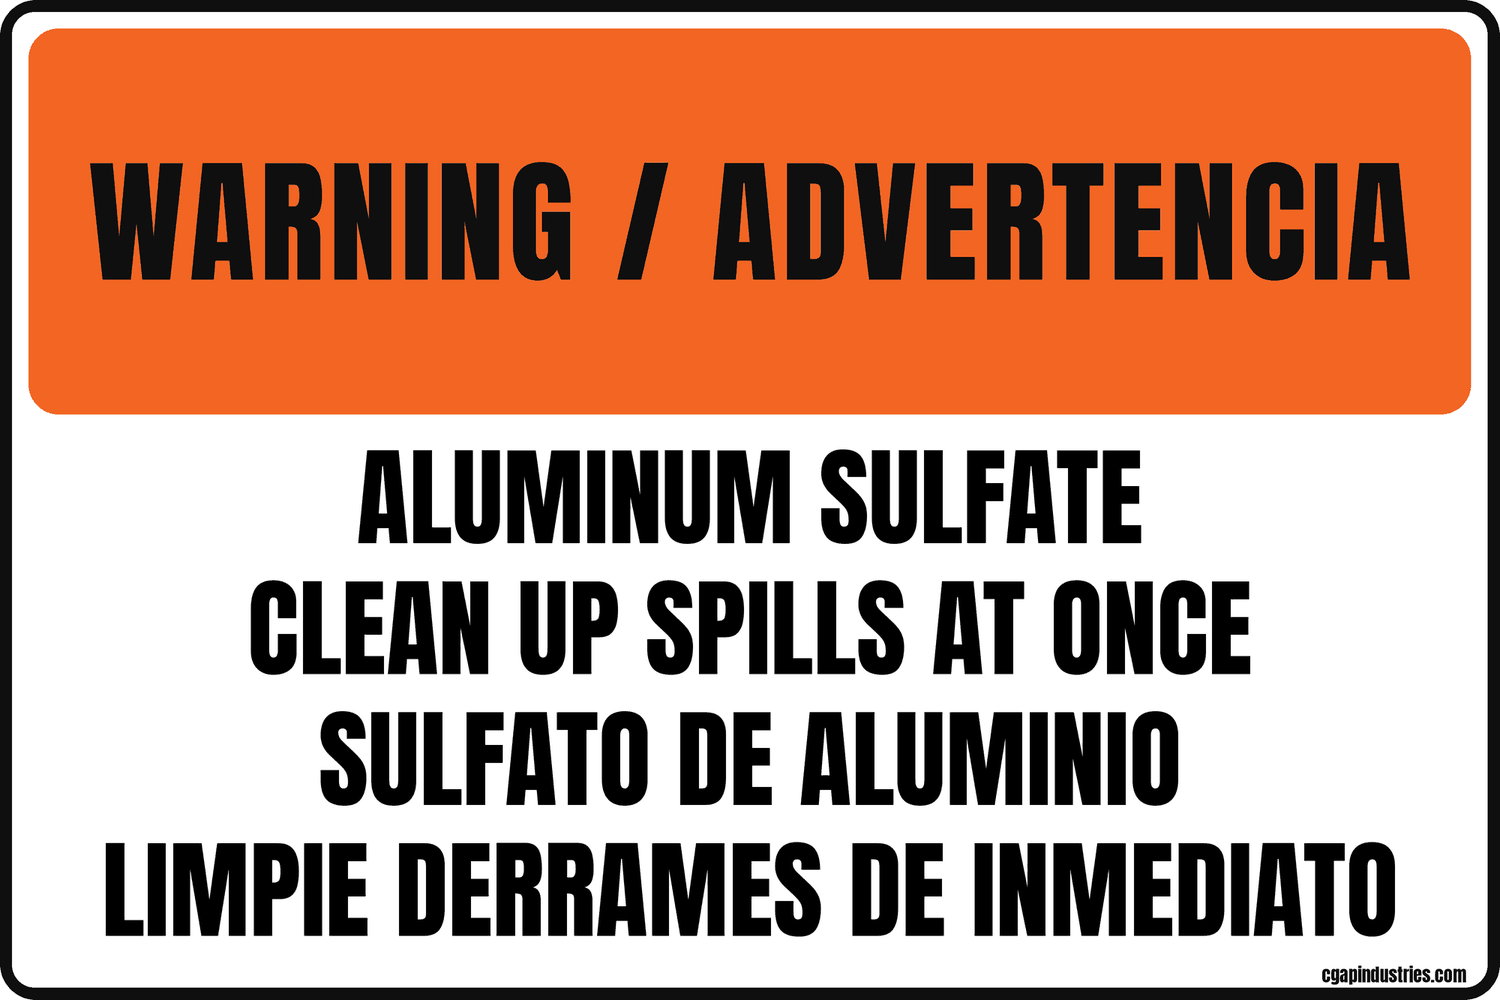 WARNING / ADVERTENCIA
ALUMINUM SULFATE
CLEAN UP SPILLS AT ONCE
SULFATO DE ALUMINIO
LIMPIE DERRAMES DE INMEDIATO
cgapindustries.com